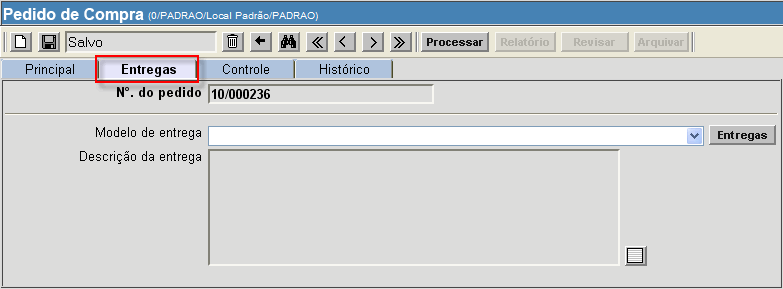 Pedido de Compra (0/PADRAO/Local Padrão/PADRAO)
Salvo Processar Relatório Revisar Arquivar
Principal Entregas Controle Histórico
Nº. do pedido 10/000236
Modelo de entrega Entregas
Descrição da entrega